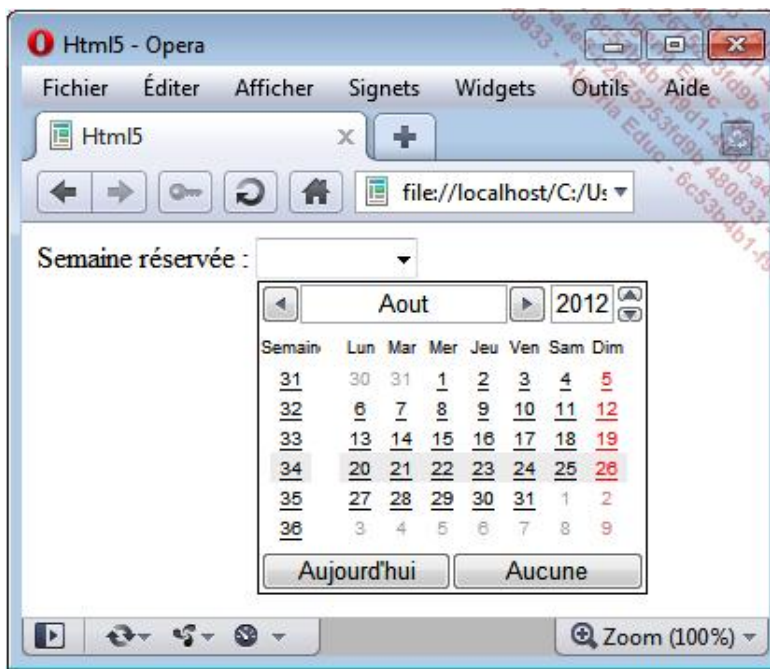 Html5 - Opera
Fichier Éditer Afficher Signets Widgets Outils Aide
Html5
file://localhost/C:/Us
Semaine réservée :
Aout 2012
Semain Lun Mar Mer Jeu Ven Sam Dim
31 30 31 1 2 3 4 5
32 6 7 8 9 10 11 12
33 13 14 15 16 17 18 19
34 20 21 22 23 24 25 26
35 27 28 29 30 31 1 2
36 3 4 5 6 7 8 9
Aujourd'hui Aucune
Zoom (100%)